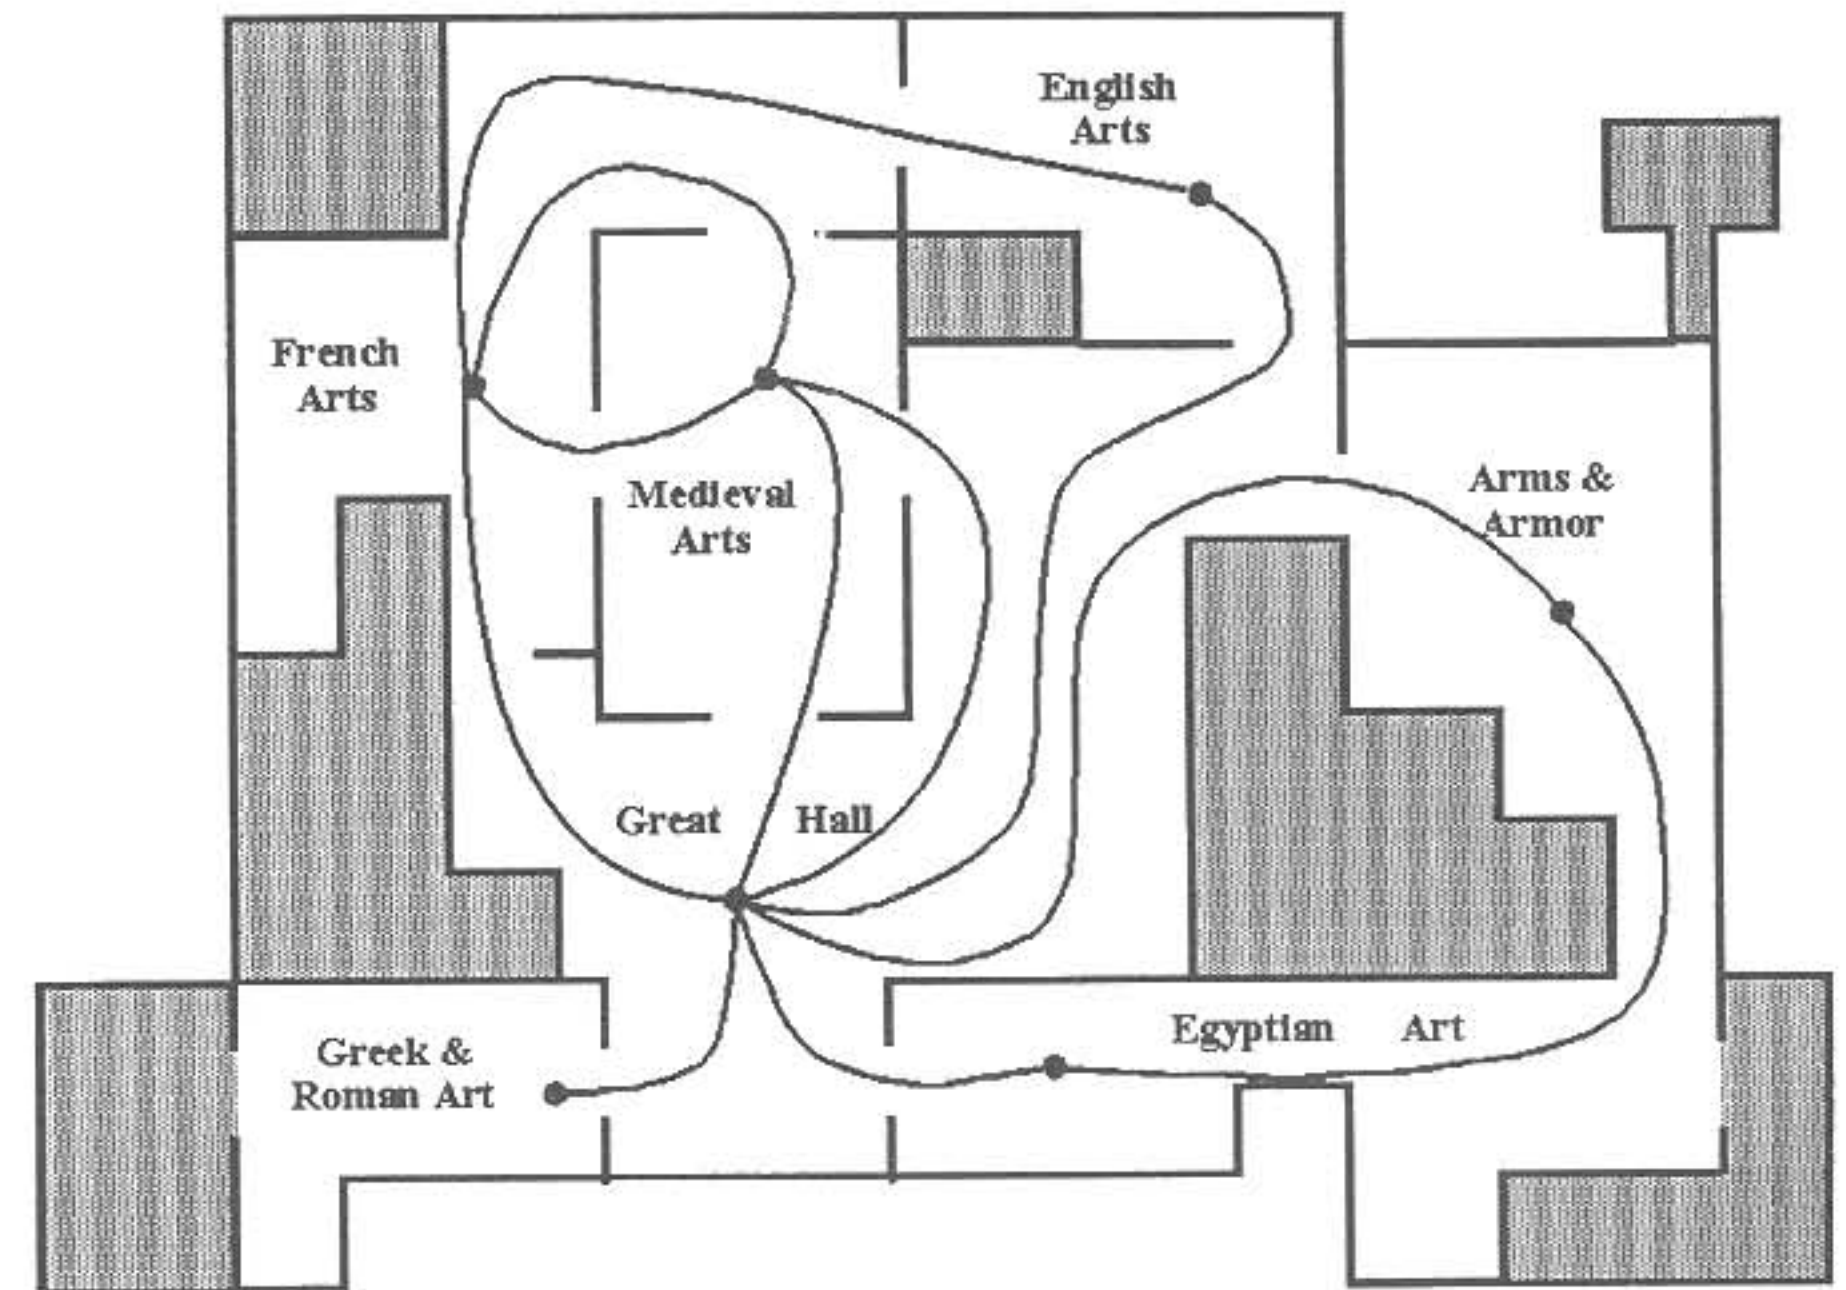 English
Arts
French
Arts
Arms &
Armor
Medieval
Arts
Great Hall
Egyptian Art
Greek &
Roman Art